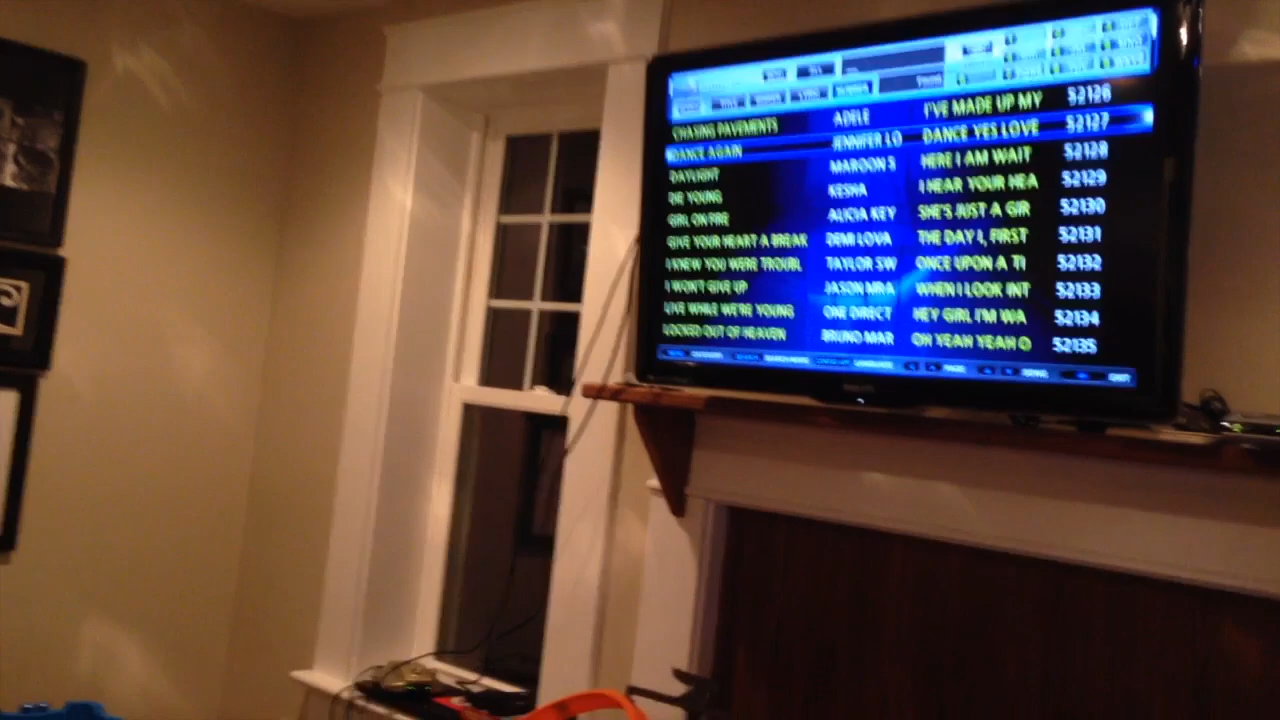 CHASING PAVEMENTS ADELE I'VE MADE UP MY 52126
DANCE AGAIN JENNIFER LO DANCE YES LOVE 52127
DAYLIGHT MAROON 5 HERE I AM WAIT 52128
DIE YOUNG KESHA I HEAR YOUR HEA 52129
GIRL ON FIRE ALICIA KEY SHE'S JUST A GIR 52130
GIVE YOUR HEART A BREAK DEMI LOVA THE DAY I, FIRST 52131
I KNEW YOU WERE TROUBL TAYLOR SW ONCE UPON A TI 52132
I WON'T GIVE UP JASON MRA WHEN I LOOK INT 52133
LIVE WHILE WE'RE YOUNG ONE DIRECT HEY GIRL I'M WA 52134
LOCKED OUT OF HEAVEN BRUNO MAR OH YEAH YEAH O 52135
PAGE
EXIT
PHILIPS